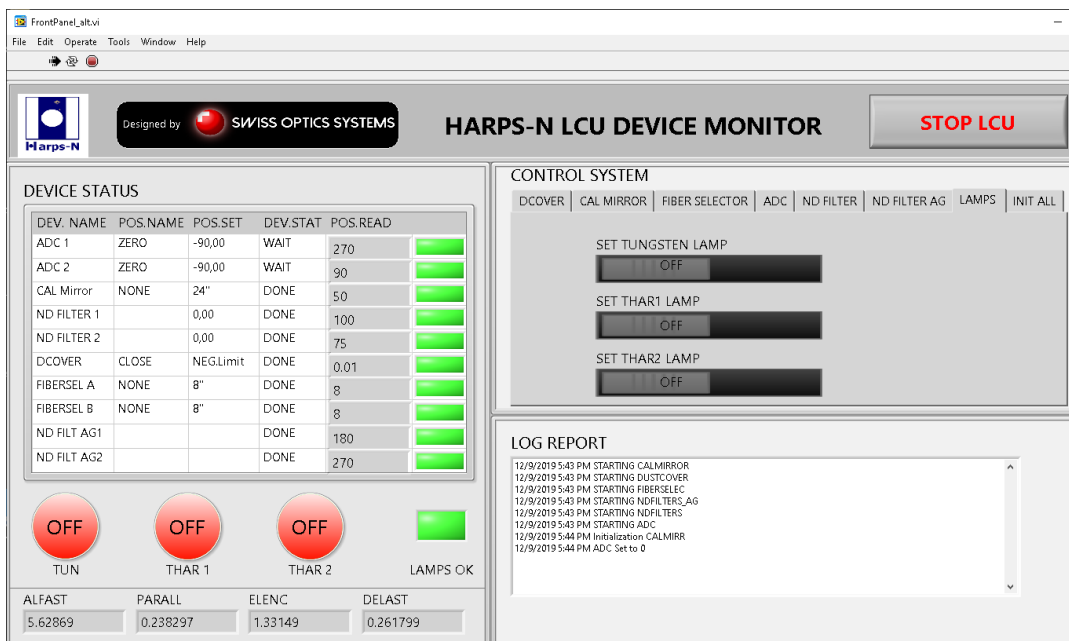 FrontPanel_alt.vi
File Edit Operate Tools Window Help
Harps-N
Designed by SWISS OPTICS SYSTEMS
HARPS-N LCU DEVICE MONITOR
STOP LCU
DEVICE STATUS
DEV. NAME POS.NAME POS.SET DEV.STAT POS.READ
ADC 1 ZERO -90,00 WAIT 270
ADC 2 ZERO -90,00 WAIT 90
CAL Mirror NONE 24" DONE 50
ND FILTER 1 0,00 DONE 100
ND FILTER 2 0,00 DONE 75
DCOVER CLOSE NEG.Limit DONE 0.01
FIBERSEL A NONE 8" DONE 8
FIBERSEL B NONE 8" DONE 8
ND FILT AG1 DONE 180
ND FILT AG2 DONE 270
OFF OFF OFF
TUN THAR 1 THAR 2 LAMPS OK
ALFAST PARALL ELENC DELAST
5.62869 0.238297 1.33149 0.261799
CONTROL SYSTEM
DCOVER CAL MIRROR FIBER SELECTOR ADC ND FILTER ND FILTER AG LAMPS INIT ALL
SET TUNGSTEN LAMP
OFF
SET THAR1 LAMP
OFF
SET THAR2 LAMP
OFF
LOG REPORT
12/9/2019 5:43 PM STARTING CALMIRROR
12/9/2019 5:43 PM STARTING DUSTCOVER
12/9/2019 5:43 PM STARTING FIBERSELEC
12/9/2019 5:43 PM STARTING NDFILTERS_AG
12/9/2019 5:43 PM STARTING NDFILTERS
12/9/2019 5:43 PM STARTING ADC
12/9/2019 5:44 PM Initialization CALMIRR
12/9/2019 5:44 PM ADC Set to 0